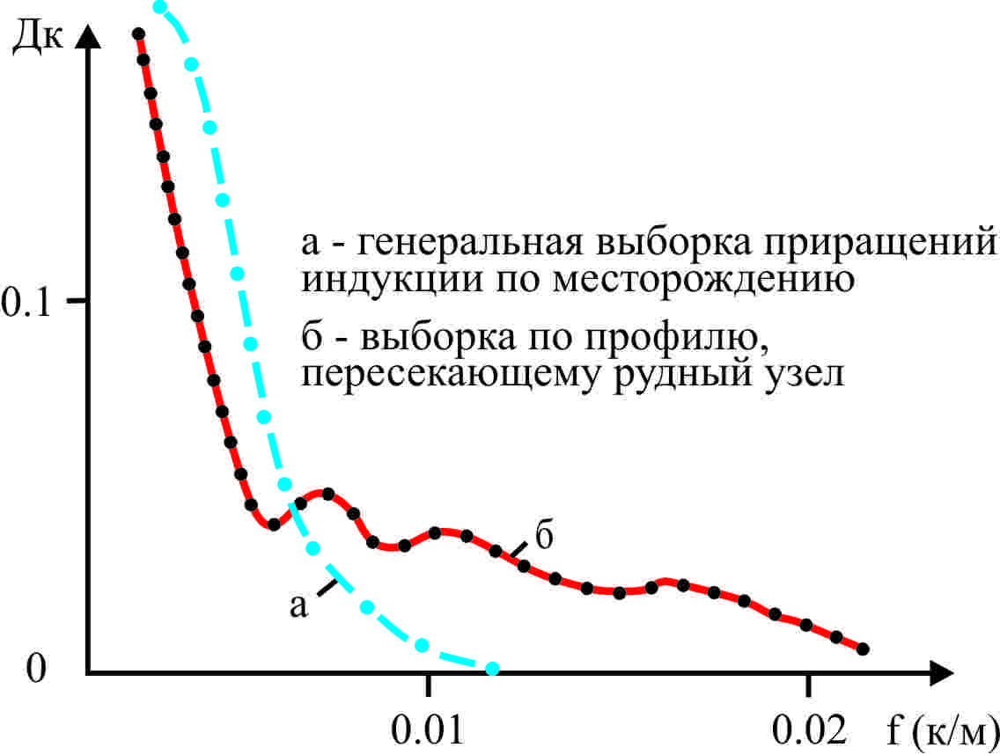 Дк
а - генеральная выборка приращений
индукции по месторождению
0.1
б - выборка по профилю,
пересекающему рудный узел
б
а
0
0.01
0.02
f (к/м)